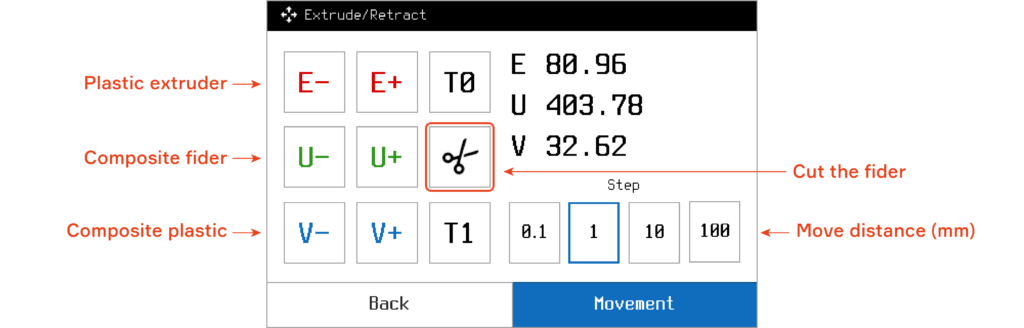 Extrude/Retract
Plastic extruder
E- E+ T0
E 80.96
U 403.78
V 32.62
Composite fider
U- U+
Cut the fider
Step
Composite plastic
V- V+ T1
0.1 1 10 100
Move distance (mm)
Back
Movement